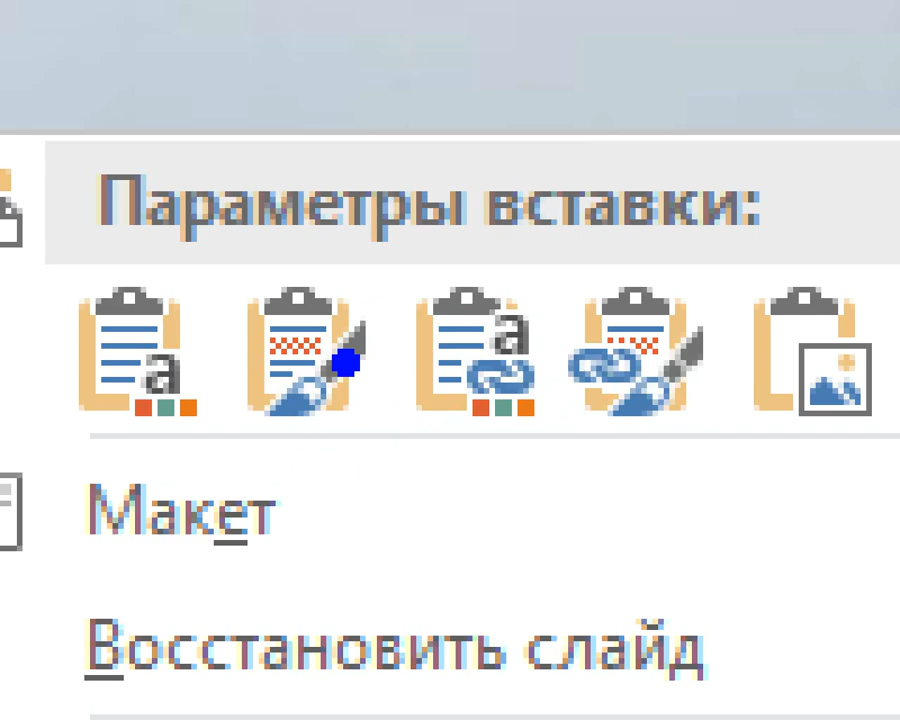 Параметры вставки:
Макет
Восстановить слайд